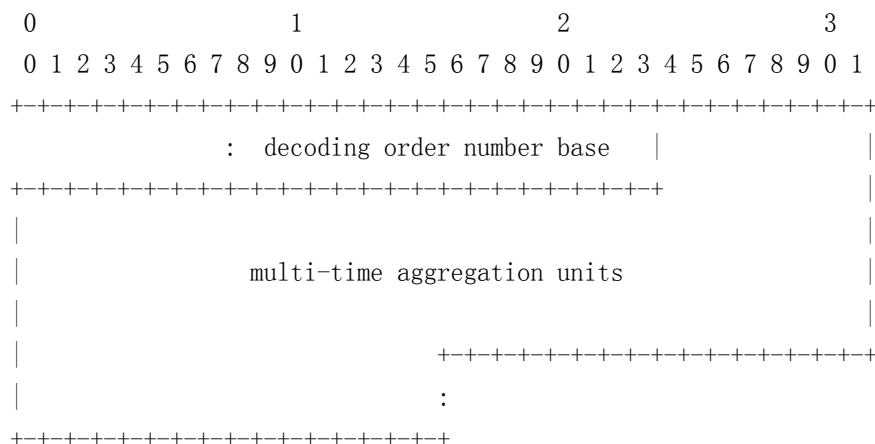 0                   1                   2                   3
0 1 2 3 4 5 6 7 8 9 0 1 2 3 4 5 6 7 8 9 0 1 2 3 4 5 6 7 8 9 0 1
+-+-+-+-+-+-+-+-+-+-+-+-+-+-+-+-+-+-+-+-+-+-+-+-+-+-+-+-+-+-+-+-+
                :  decoding order number base   |               |
+-+-+-+-+-+-+-+-+-+-+-+-+-+-+-+-+-+-+-+-+-+-+-+-+               |
|                                                               |
|                 multi-time aggregation units                  |
|                                                               |
|                               +-+-+-+-+-+-+-+-+-+-+-+-+-+-+-+-+
|                               :
+-+-+-+-+-+-+-+-+-+-+-+-+-+-+-+-+